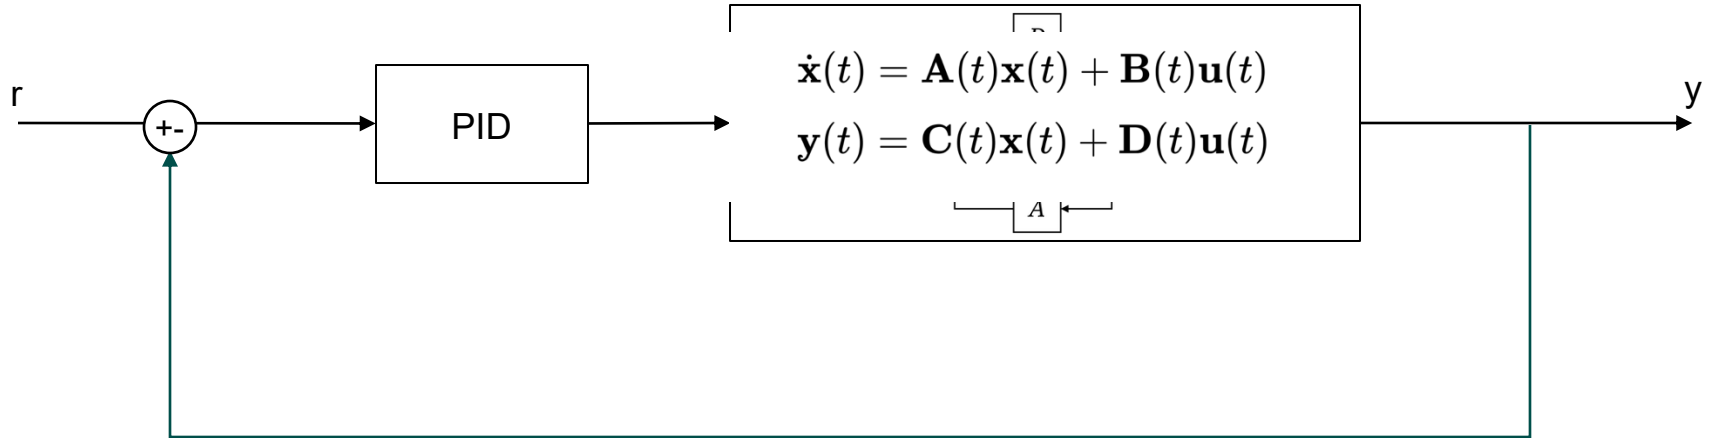 r
+-
PID
ẋ(t) = A(t)x(t) + B(t)u(t)
y(t) = C(t)x(t) + D(t)u(t)
A
y